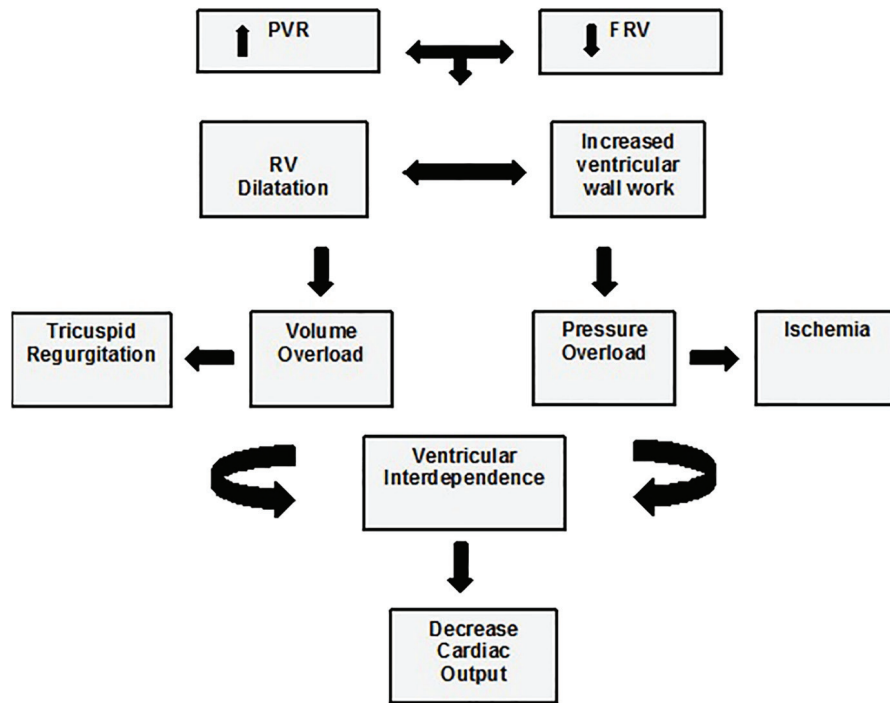 PVR
FRV
RV
Dilatation
Increased
ventricular
wall work
Tricuspid
Regurgitation
Volume
Overload
Pressure
Overload
Ischemia
Ventricular
Interdependence
Decrease
Cardiac
Output